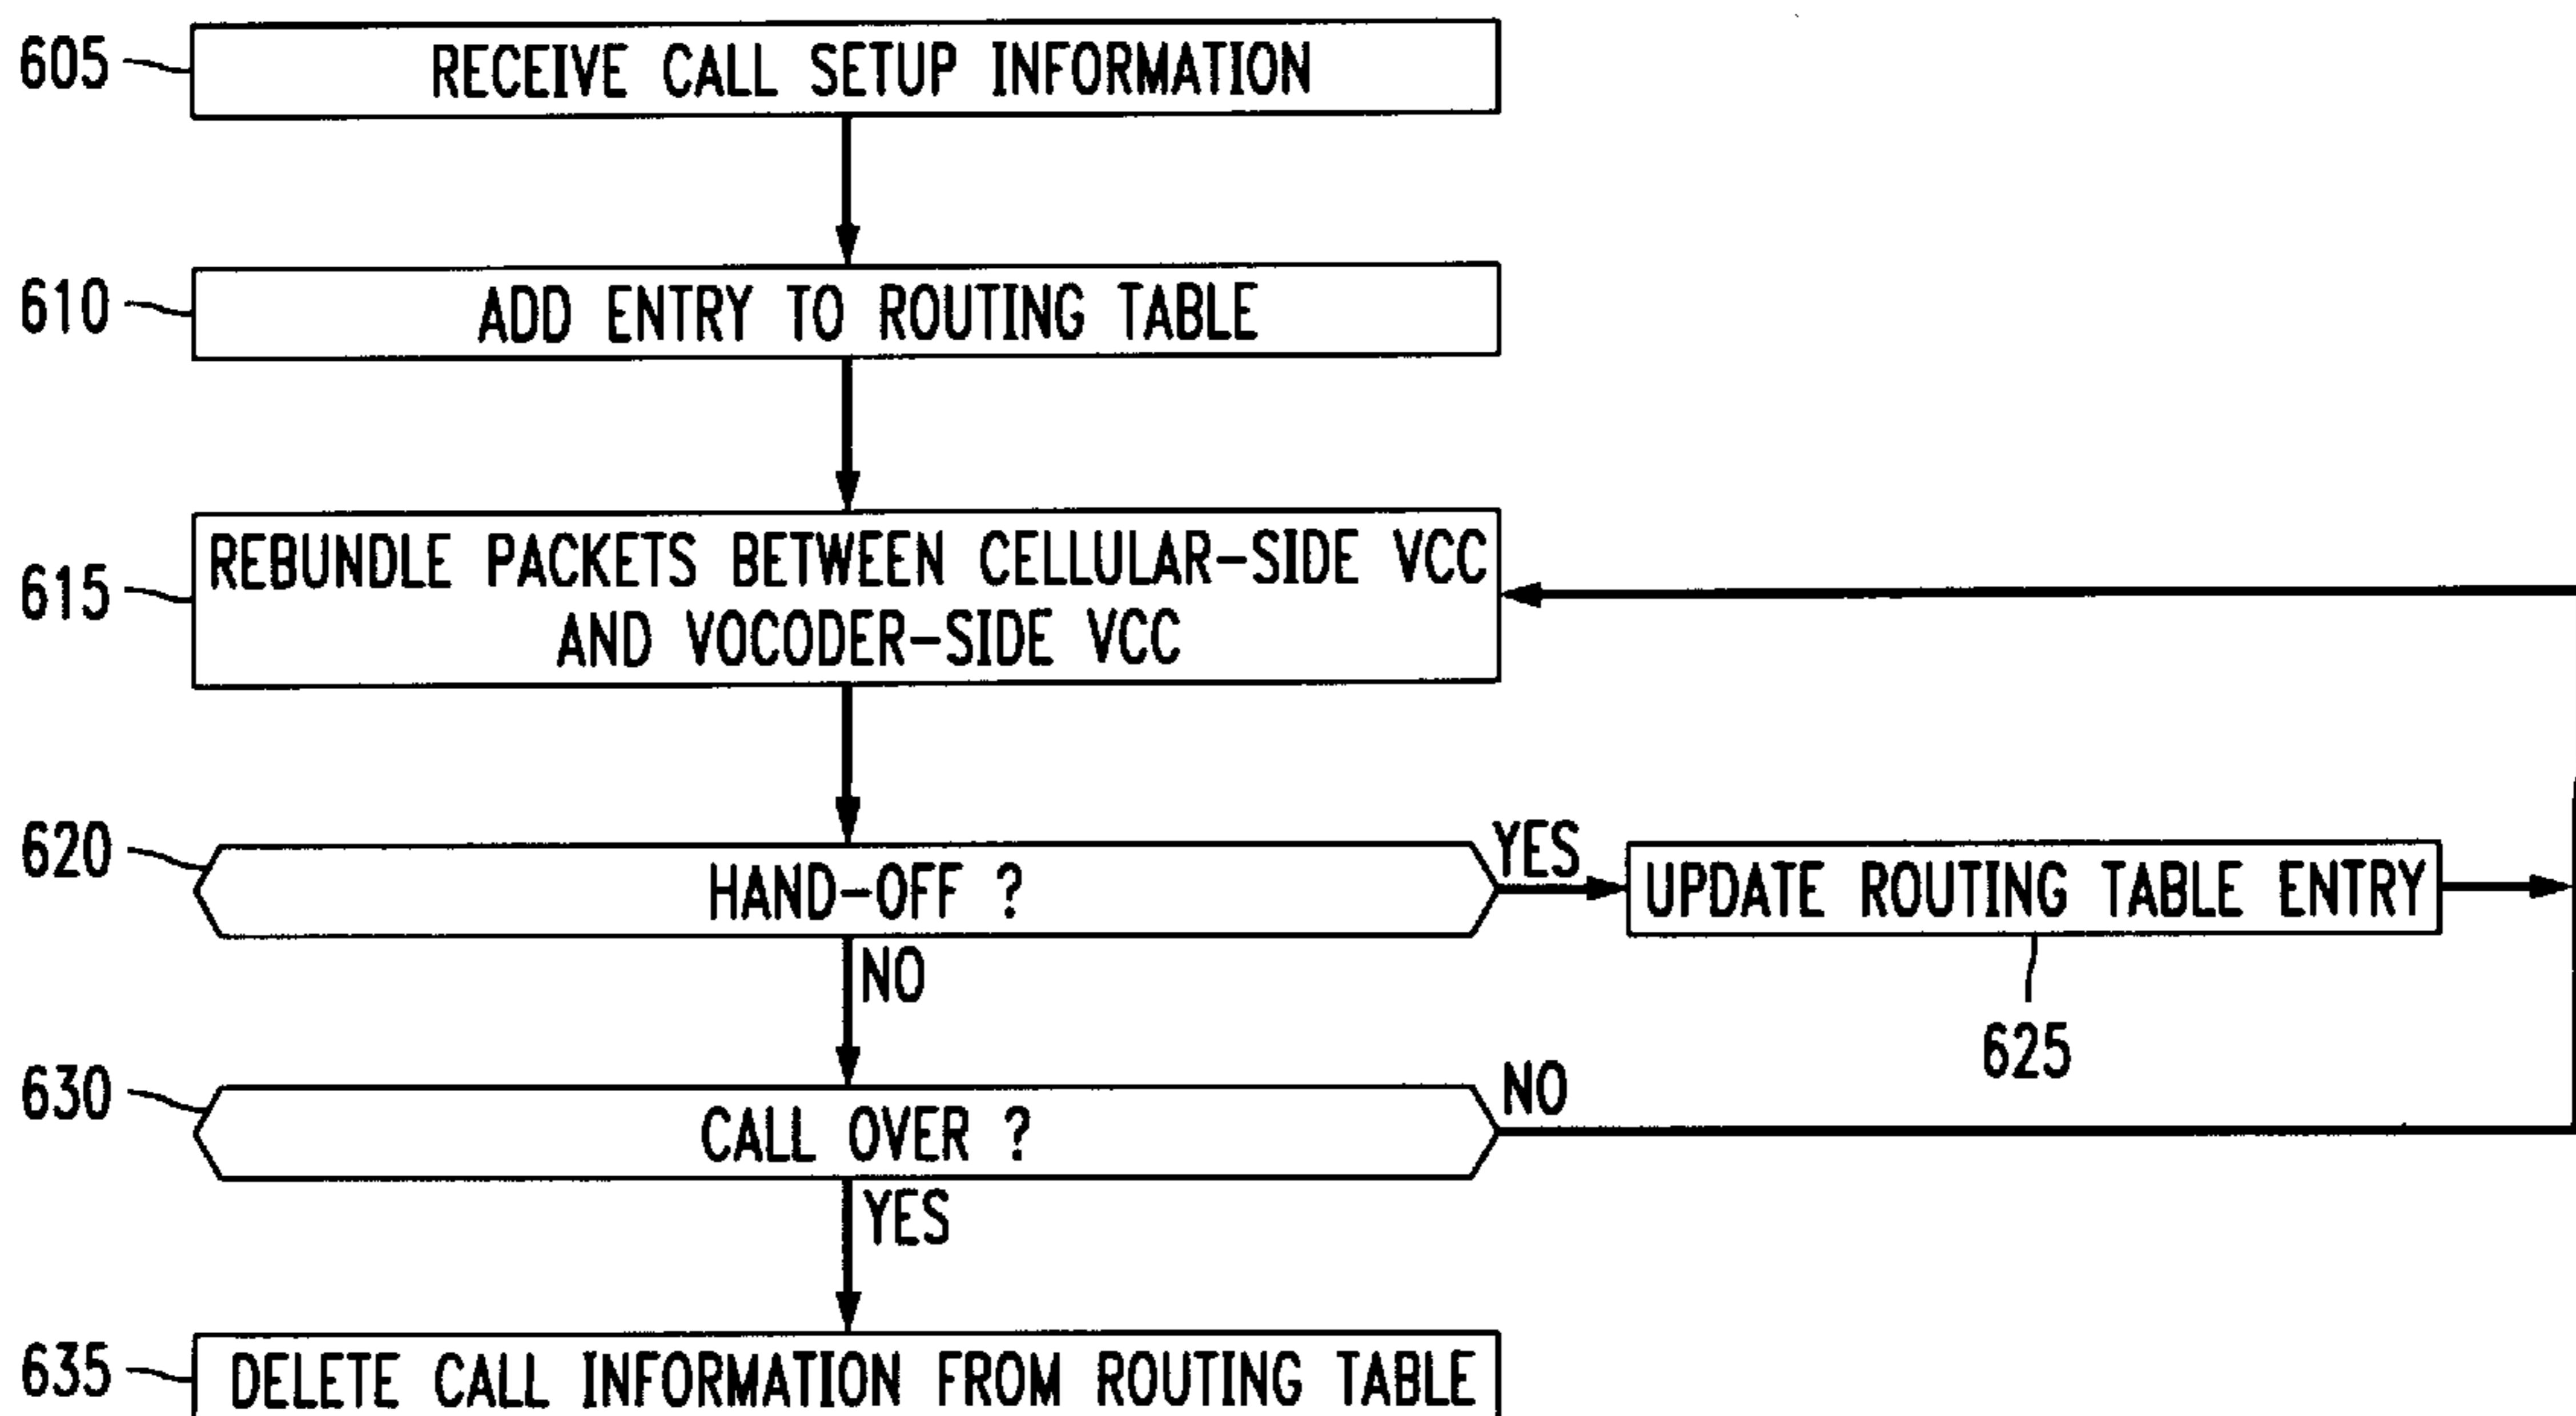 605
RECEIVE CALL SETUP INFORMATION
610
ADD ENTRY TO ROUTING TABLE
615
REBUNDLE PACKETS BETWEEN CELLULAR-SIDE VCC
AND VOCODER-SIDE VCC
620
HAND-OFF ?
YES
UPDATE ROUTING TABLE ENTRY
625
NO
630
CALL OVER ?
NO
YES
635
DELETE CALL INFORMATION FROM ROUTING TABLE